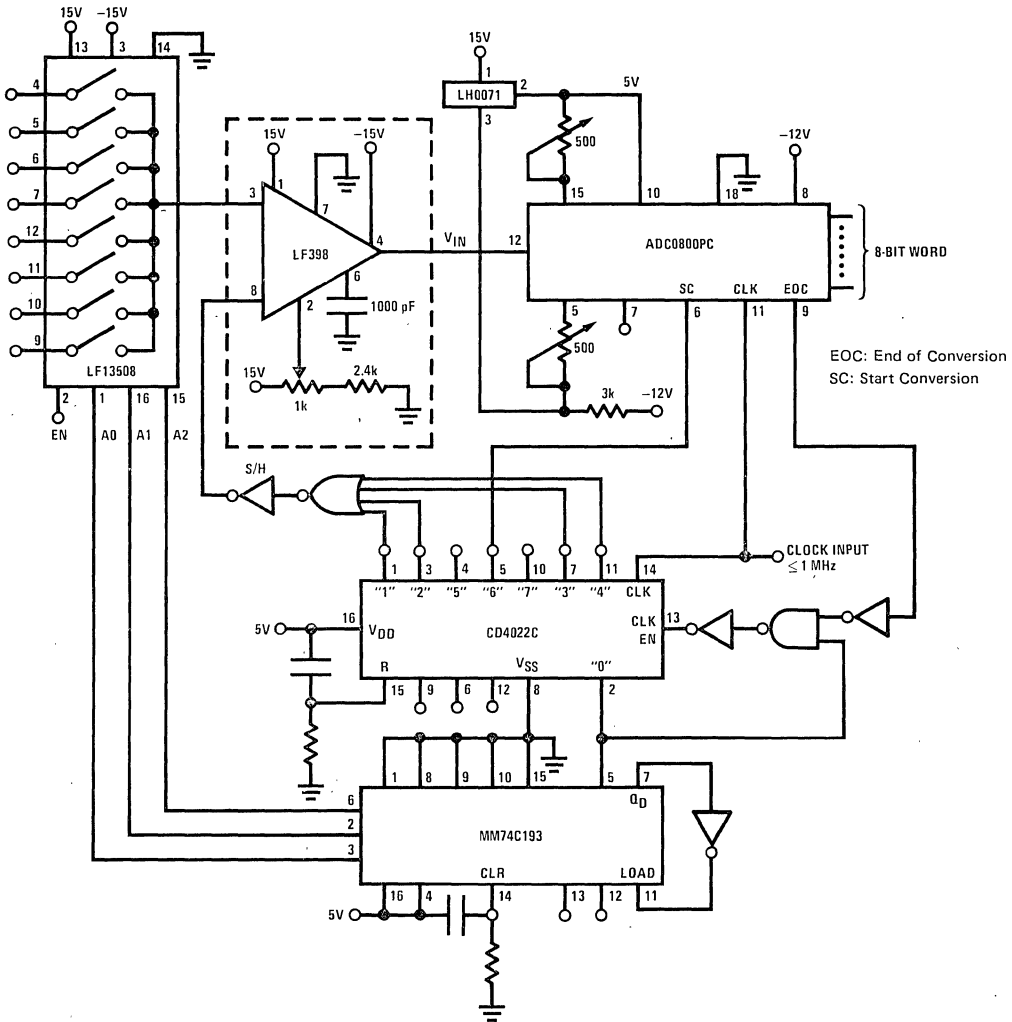 15V
-15V
13
3
14
4
5
6
7
12
11
10
9
LF13508
2
1
16
15
EN
A0
A1
A2
15V
-15V
1
7
3
4
LF398
8
6
2
1000 pF
15V
2.4k
1k
S/H
15V
1
LH0071
2
5V
3
500
-12V
15
10
18
8
VIN
12
ADC0800PC
8-BIT WORD
SC
CLK
EOC
5
7
6
11
9
500
3k
-12V
EOC: End of Conversion
SC: Start Conversion
CLOCK INPUT
≤ 1 MHz
1
3
4
5
10
7
11
14
"1"
"2"
"5"
"6"
"7"
"3"
"4"
CLK
5V
16
VDD
CD4022C
CLK
EN
13
R
VSS
"0"
15
9
6
12
8
2
1
8
9
10
15
5
7
QD
6
2
3
MM74C193
CLR
LOAD
16
4
14
13
12
11
5V